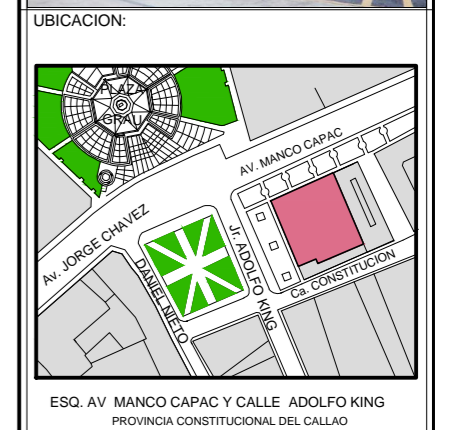 UBICACION:
PLAZA
GRAU
AV. MANCO CAPAC
Av. JORGE CHAVEZ
DANIEL NIETO
Jr. ADOLFO KING
Ca. CONSTITUCION
ESQ. AV MANCO CAPAC Y CALLE ADOLFO KING
PROVINCIA CONSTITUCIONAL DEL CALLAO